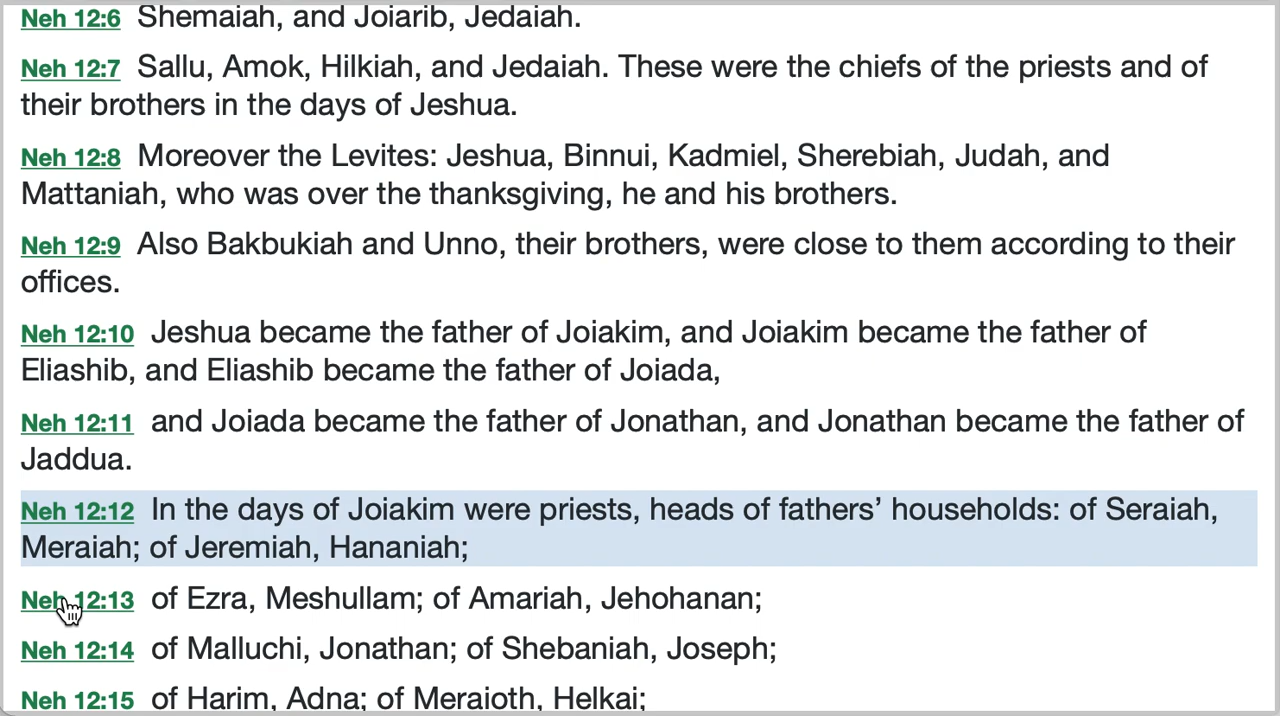 Neh 12:6 Shemaiah, and Joiarib, Jedaiah.
Neh 12:7 Sallu, Amok, Hilkiah, and Jedaiah. These were the chiefs of the priests and of
their brothers in the days of Jeshua.
Neh 12:8 Moreover the Levites: Jeshua, Binnui, Kadmiel, Sherebiah, Judah, and
Mattaniah, who was over the thanksgiving, he and his brothers.
Neh 12:9 Also Bakbukiah and Unno, their brothers, were close to them according to their
offices.
Neh 12:10 Jeshua became the father of Joiakim, and Joiakim became the father of
Eliashib, and Eliashib became the father of Joiada,
Neh 12:11 and Joiada became the father of Jonathan, and Jonathan became the father of
Jaddua.
Neh 12:12 In the days of Joiakim were priests, heads of fathers’ households: of Seraiah,
Meraiah; of Jeremiah, Hananiah;
Neh 12:13 of Ezra, Meshullam; of Amariah, Jehohanan;
Neh 12:14 of Malluchi, Jonathan; of Shebaniah, Joseph;
Neh 12:15 of Harim, Adna; of Meraioth, Helkai;